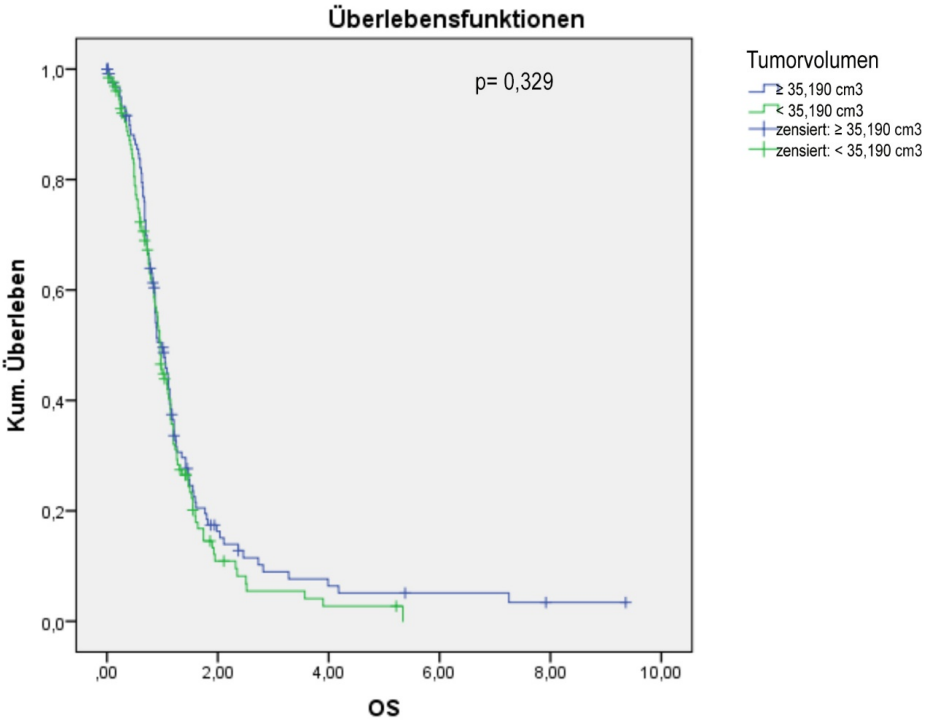 Überlebensfunktionen
p= 0,329
Tumorvolumen
≥ 35,190 cm3
< 35,190 cm3
zensiert: ≥ 35,190 cm3
zensiert: < 35,190 cm3
Kum. Überleben
1,0
0,8
0,6
0,4
0,2
0,0
,00
2,00
4,00
6,00
8,00
10,00
OS